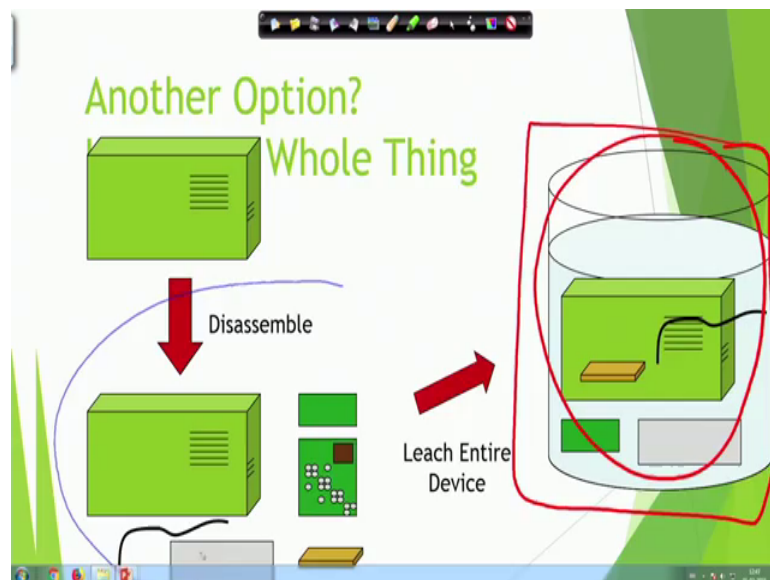 Another Option?
Whole Thing
Disassemble
Leach Entire
Device